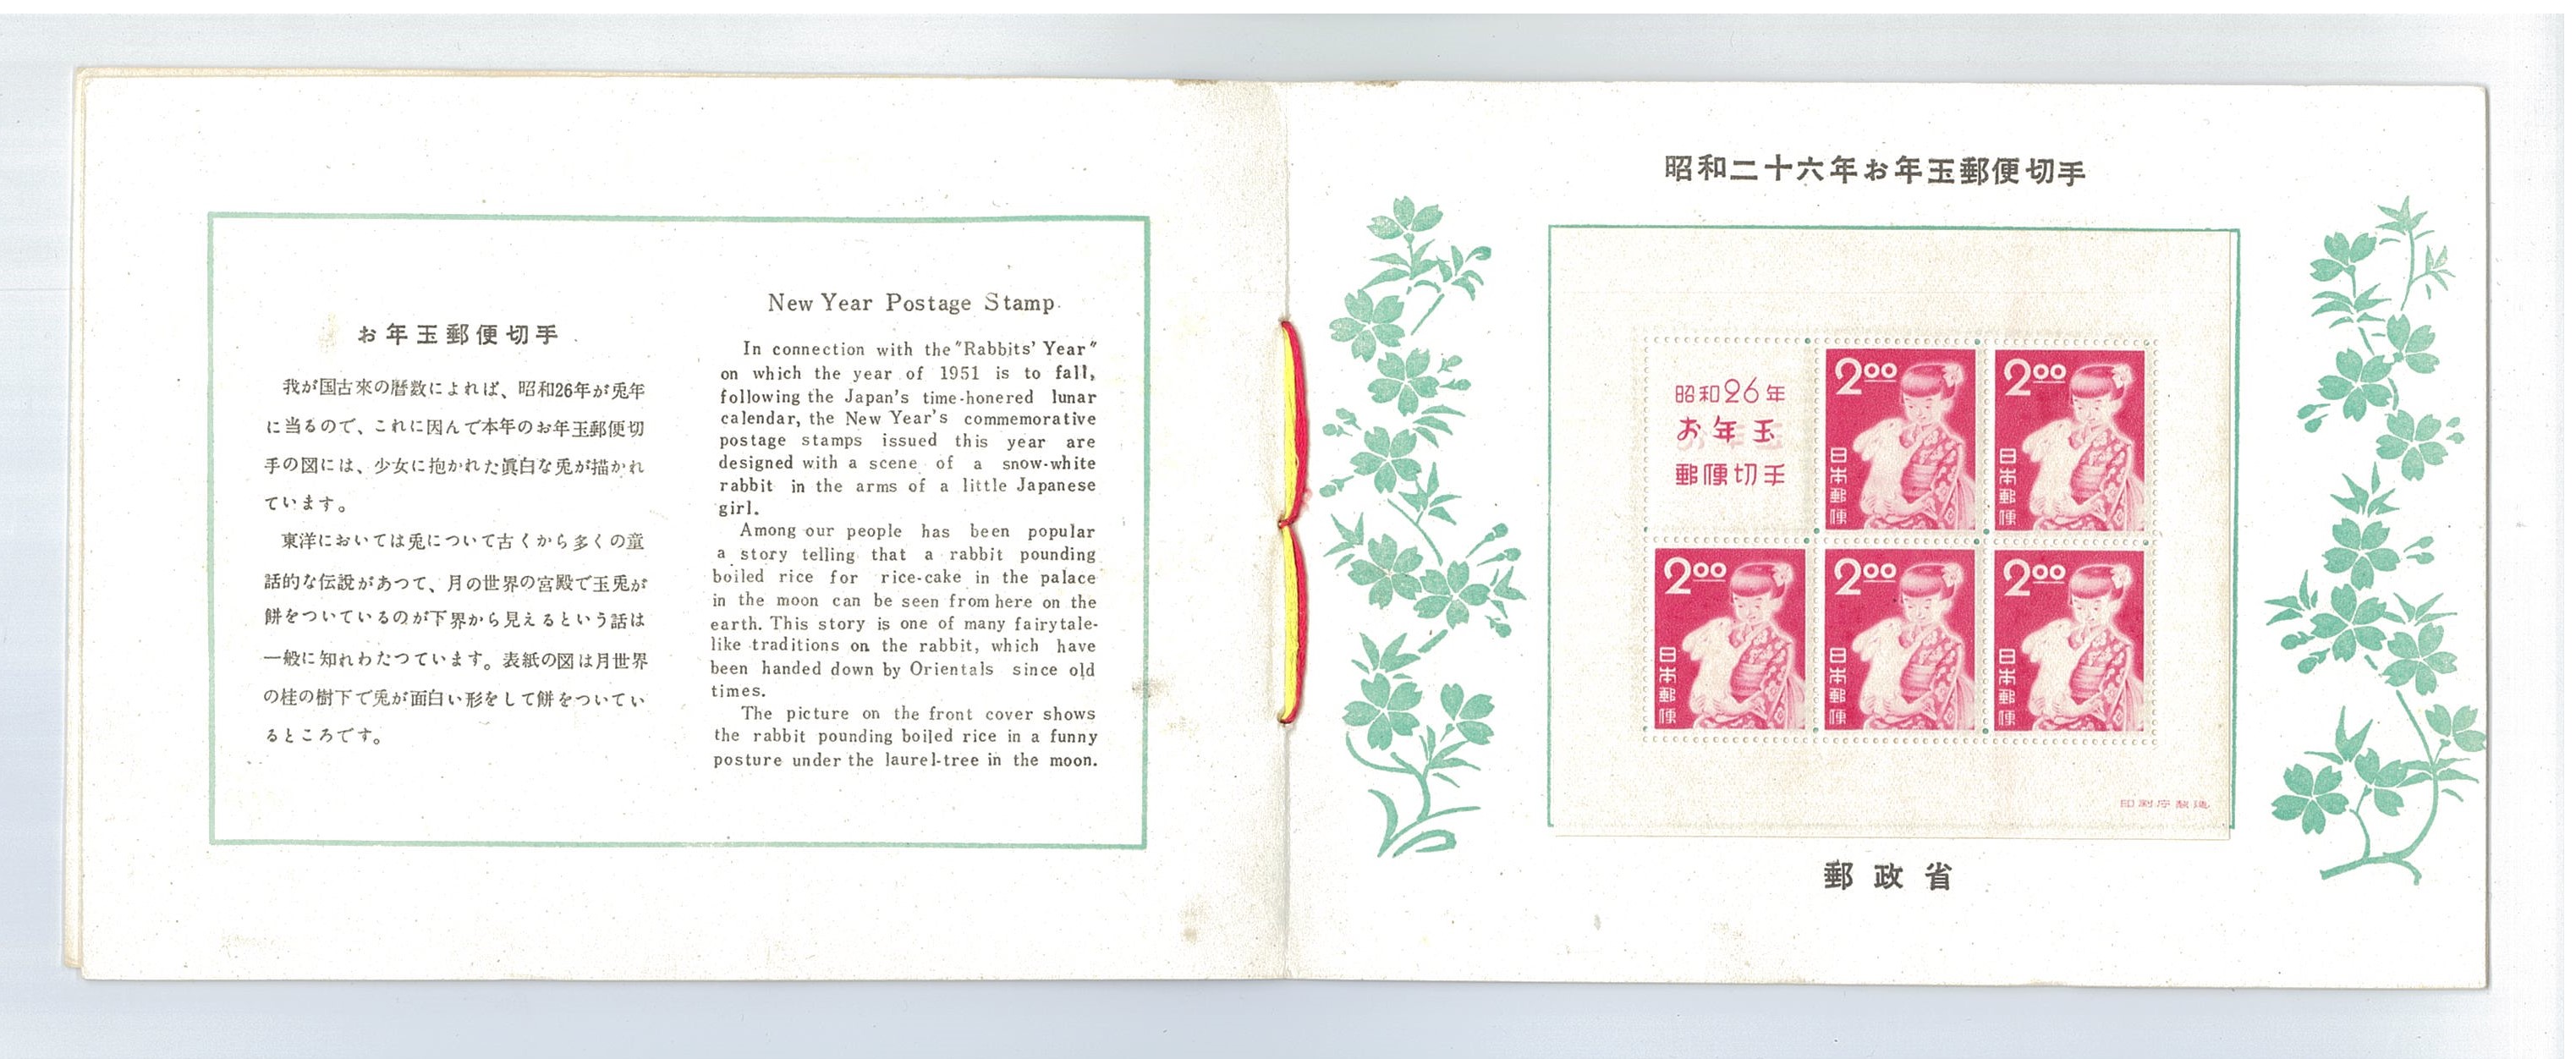 お年玉郵便切手
我が国古來の暦数によれば、昭和26年が兎年
に当るので、これに因んで本年のお年玉郵便切
手の図には、少女に抱かれた眞白な兎が描かれ
ています。
東洋においては兎について古くから多くの童
話的な伝説があつて、月の世界の宮殿で玉兎が
餅をついているのが下界から見えるという話は
一般に知れわたつています。表紙の図は月世界
の桂の樹下で兎が面白い形をして餅をついてい
るところです。
New Year Postage Stamp
In connection with the "Rabbits' Year"
on which the year of 1951 is to fall,
following the Japan's time-honored lunar
calendar, the New Year's commemorative
postage stamps issued this year are
designed with a scene of a snow-white
rabbit in the arms of a little Japanese
girl.
Among our people has been popular
a story telling that a rabbit pounding
boiled rice for rice-cake in the palace
in the moon can be seen from here on the
earth. This story is one of many fairytale-
like traditions on the rabbit, which have
been handed down by Orientals since old
times.
The picture on the front cover shows
the rabbit pounding boiled rice in a funny
posture under the laurel-tree in the moon.
昭和二十六年お年玉郵便切手
昭和26年
お年玉
郵便切手
200
日本郵便
200
日本郵便
200
日本郵便
200
日本郵便
200
日本郵便
印刷庁製造
郵政省